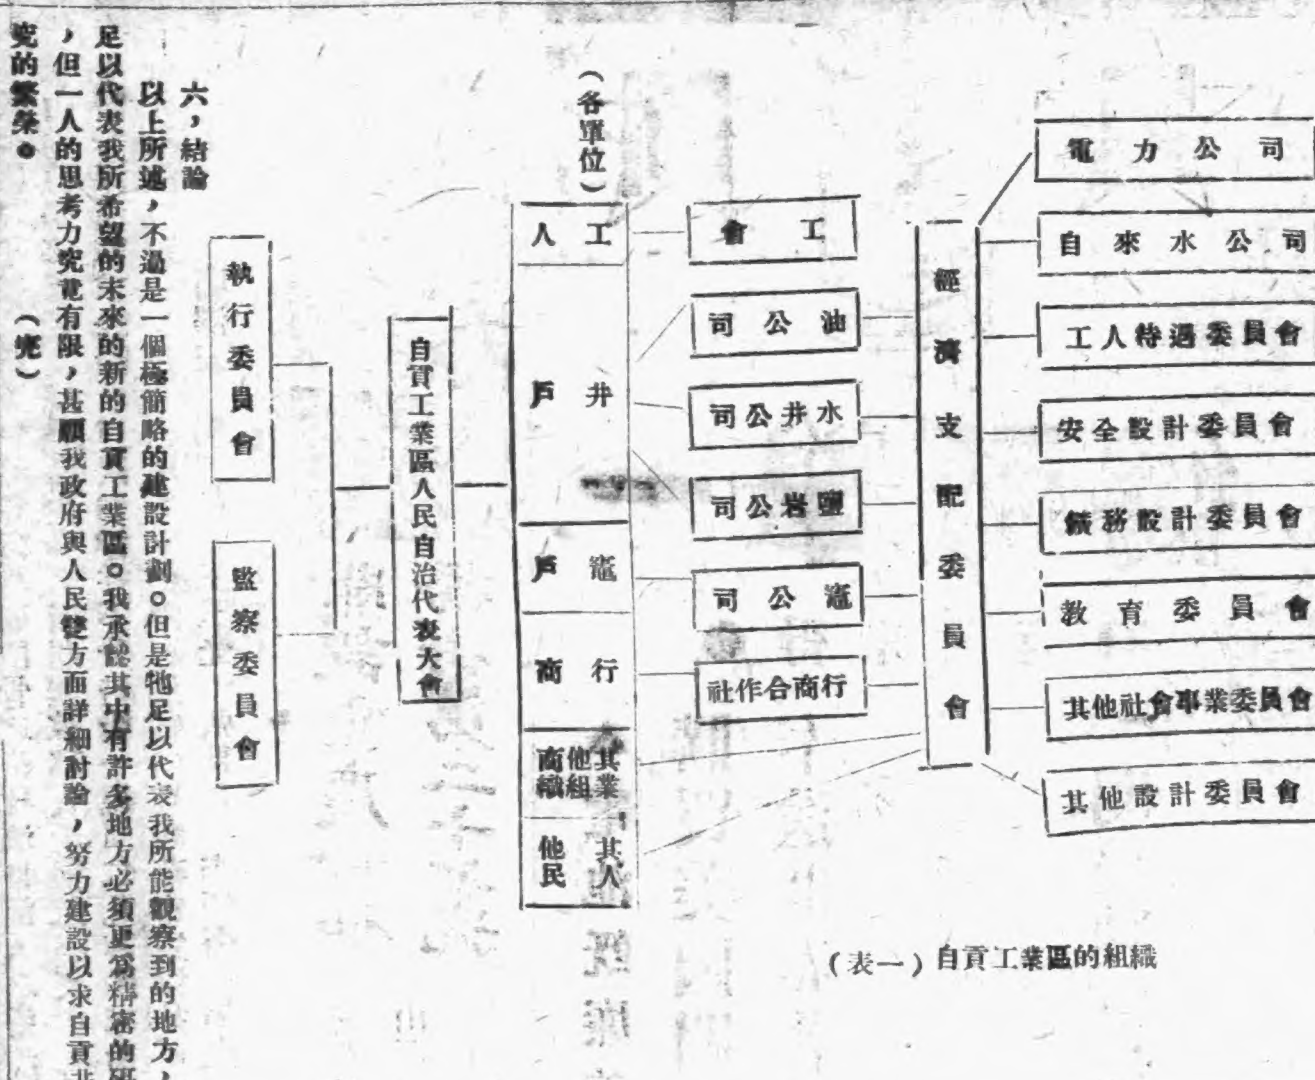 （表一）自貢工業區的組織
電力公司
自來水公司
工人待遇委員會
安全設計委員會
鑛務設計委員會
教育委員會
其他社會事業委員會
其他設計委員會
經濟支配委員會
工會
油公司
水井公司
鹽岩公司
竈公司
行商合作社
（各單位）
工人
井戶
竈戶
行商
其他商業組織
其他人民
自貢工業區人民自治代表大會
執行委員會
監察委員會
六，結論
以上所述，不過是一個極簡略的建設計劃。但是牠足以代表我所能觀察到的地方，
足以代表我所希望的未來的新的自貢工業區。我承認其中有許多地方必須更爲精密的研
，但一人的思考力究竟有限，甚願我政府與人民雙方面詳細討論，努力建設以求自貢井
究的繁榮。（完）